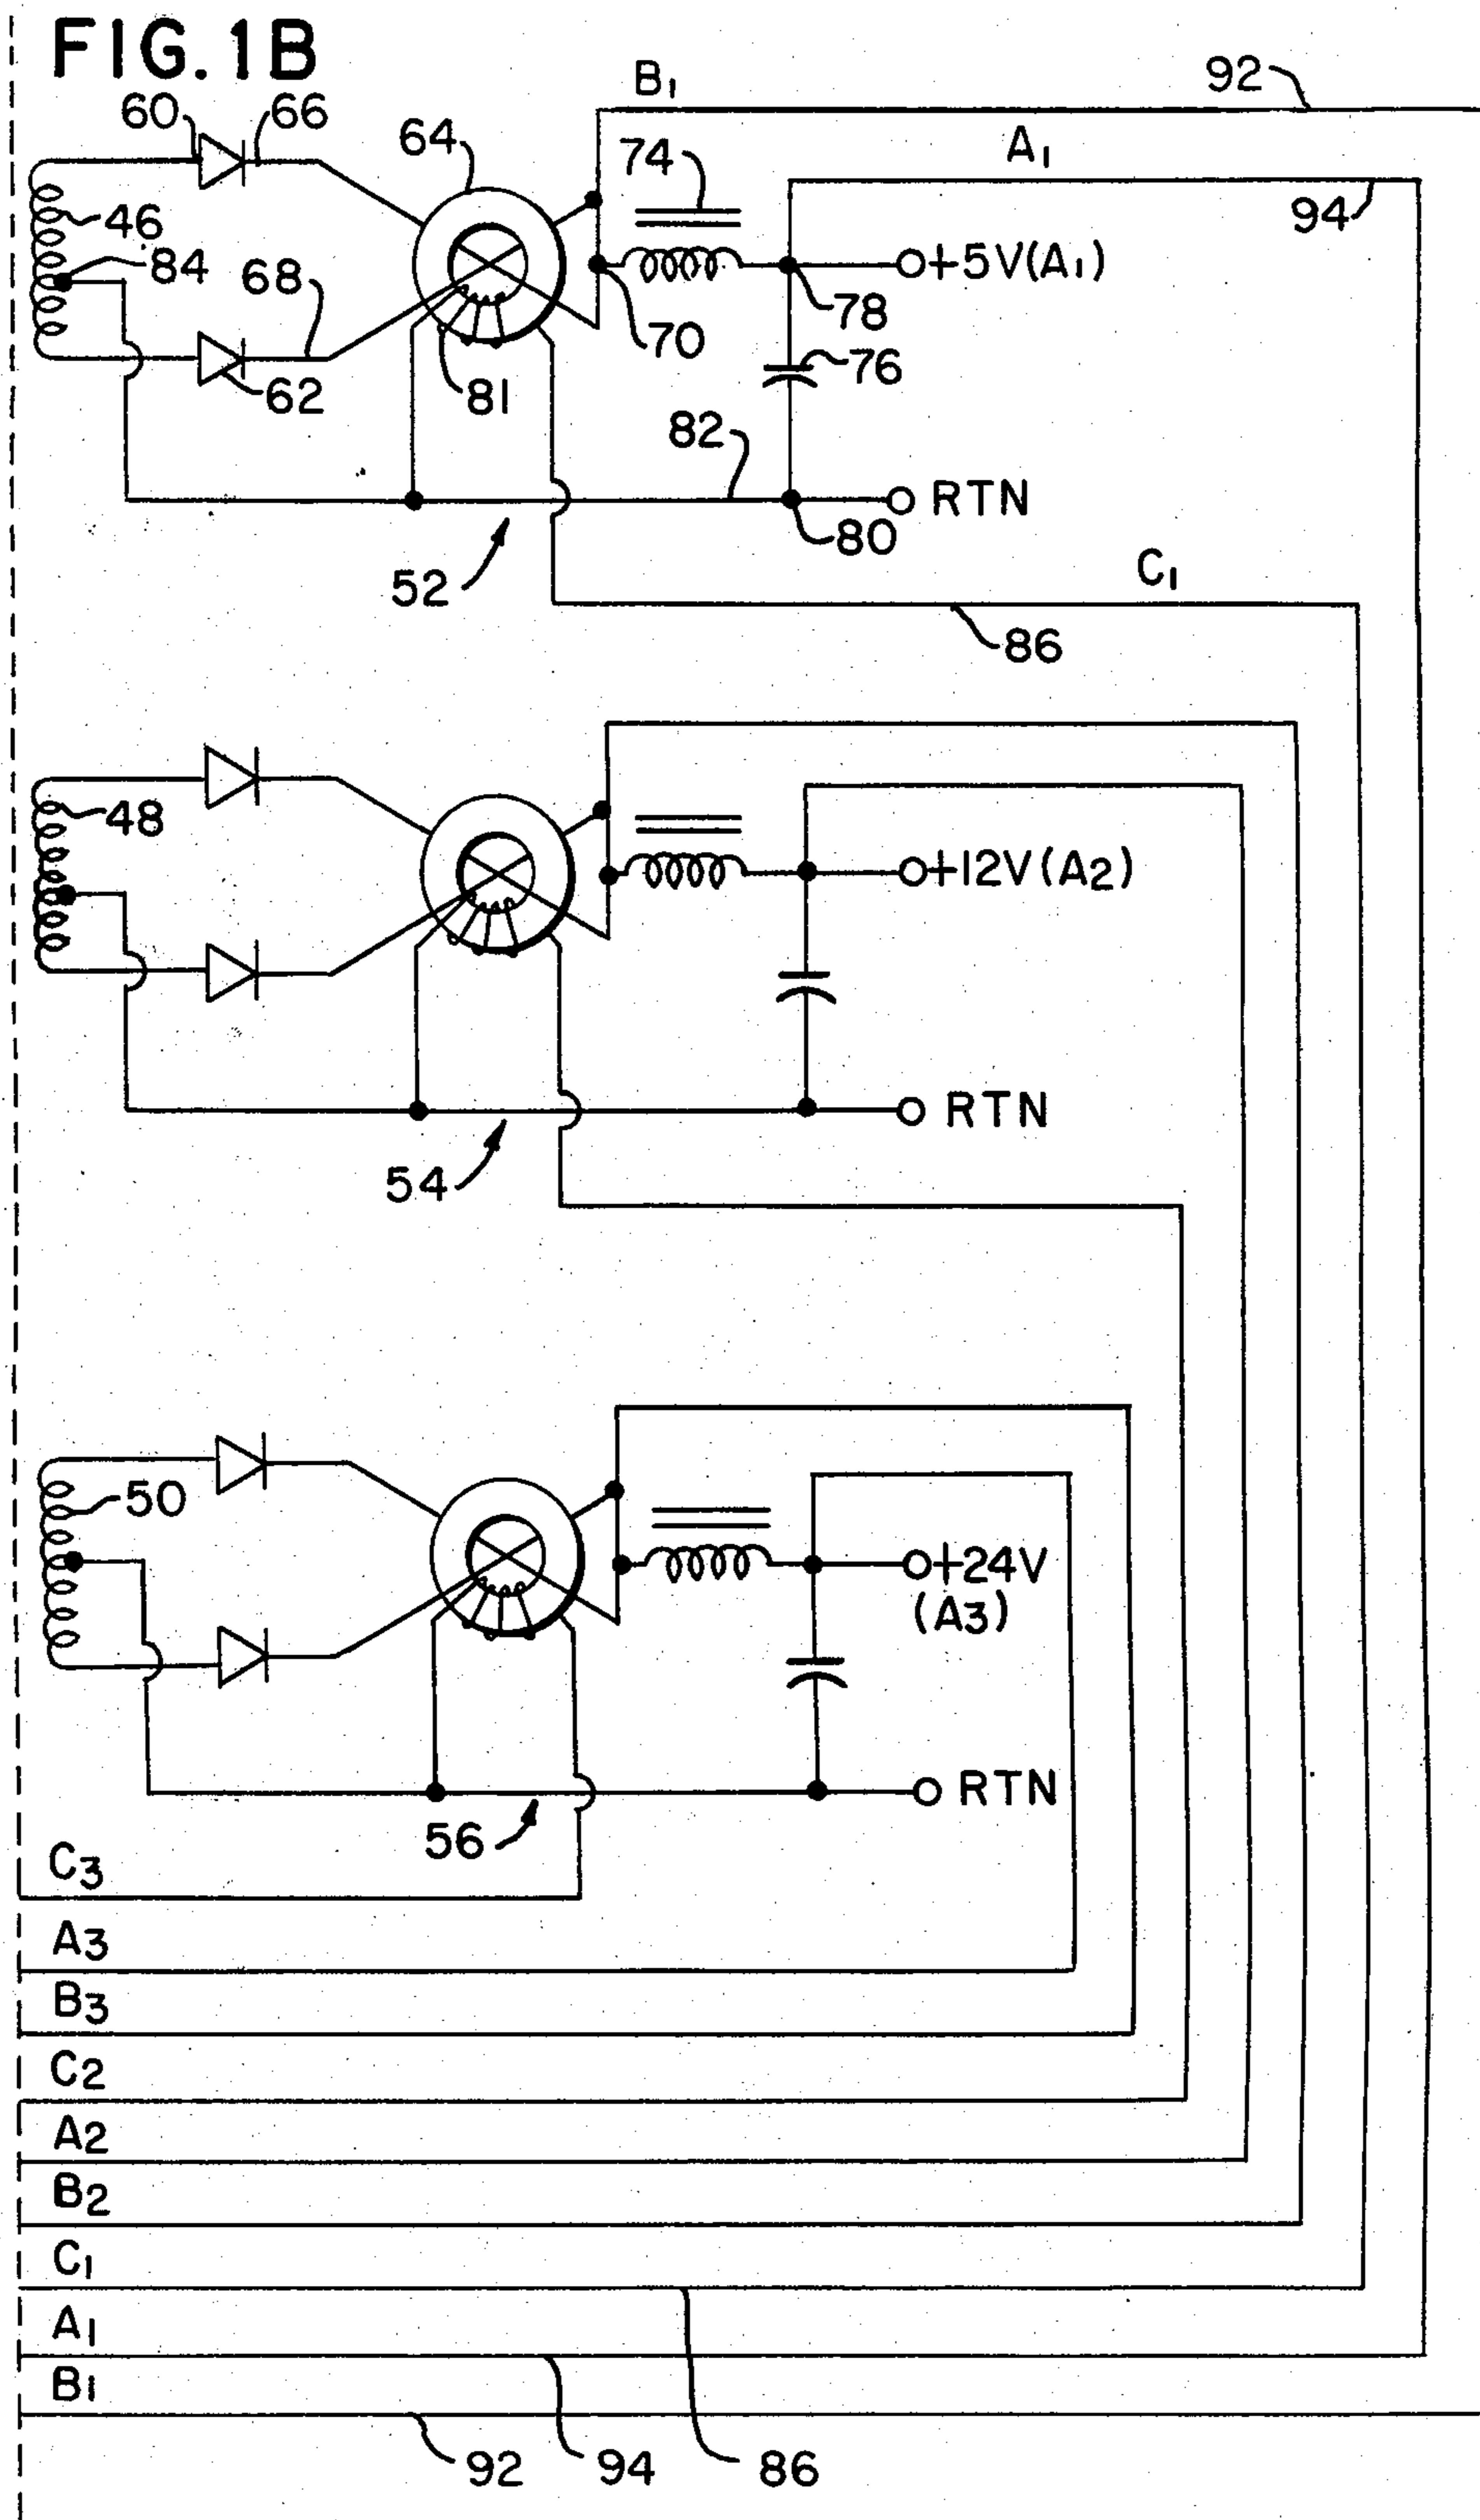 FIG. 1B
B1
92
60
66
64
74
A1
94
46
84
68
+5V(A1)
78
70
76
62
81
82
RTN
80
52
C1
86
48
+12V(A2)
RTN
54
50
+24V
(A3)
RTN
56
C3
A3
B3
C2
A2
B2
C1
A1
B1
92
94
86